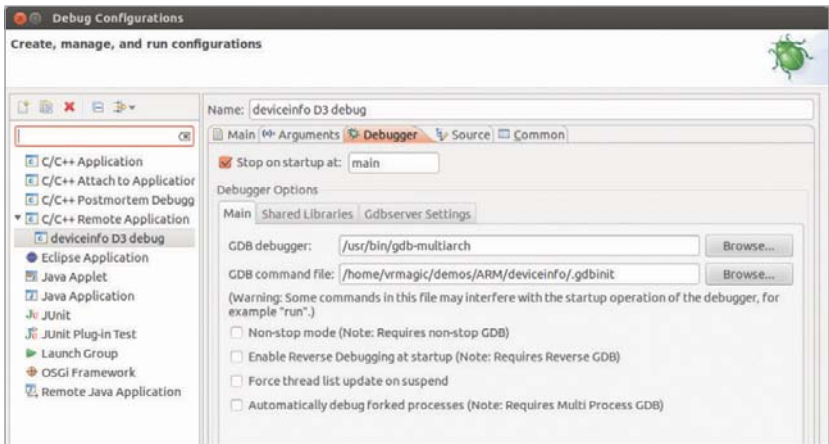 Debug Configurations
Create, manage, and run configurations
Name: deviceinfo D3 debug
Main Arguments Debugger Source Common
C/C++ Application
C/C++ Attach to Application
C/C++ Postmortem Debugg
C/C++ Remote Application
deviceinfo D3 debug
Eclipse Application
Java Applet
Java Application
Ju JUnit
JUnit Plug-in Test
Launch Group
OSGi Framework
Remote Java Application
Stop on startup at: main
Debugger Options
Main Shared Libraries Gdbserver Settings
GDB debugger: /usr/bin/gdb-multiarch Browse...
GDB command file: /home/vrmagic/demos/ARM/deviceinfo/.gdbinit Browse...
(Warning: Some commands in this file may interfere with the startup operation of the debugger, for
example "run".)
Non-stop mode (Note: Requires non-stop GDB)
Enable Reverse Debugging at startup (Note: Requires Reverse GDB)
Force thread list update on suspend
Automatically debug forked processes (Note: Requires Multi Process GDB)